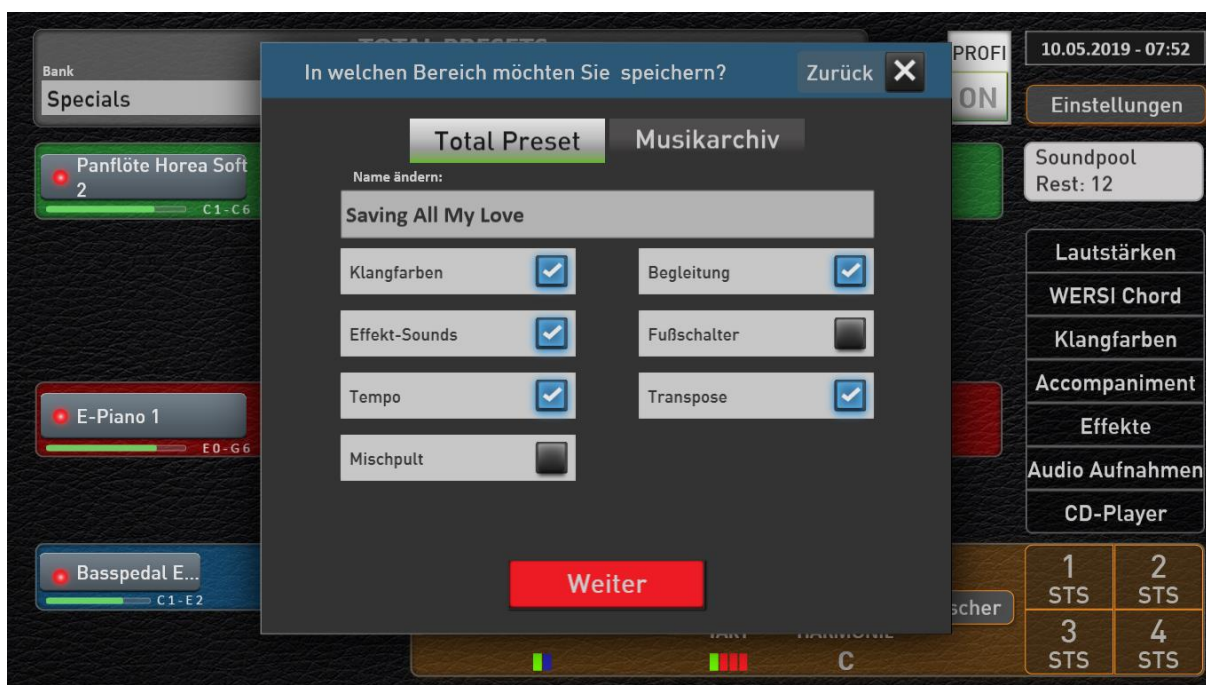 Bank
Specials
In welchen Bereich möchten Sie speichern?
Zurück
PROFI
ON
10.05.2019 - 07:52
Einstellungen
Total Preset
Musikarchiv
Panflöte Horea Soft
2
C1-C6
Soundpool
Rest: 12
Name ändern:
Saving All My Love
Klangfarben
Begleitung
Effekt-Sounds
Fußschalter
Tempo
Transpose
Mischpult
Weiter
E-Piano 1
E0-G6
Basspedal E...
C1-E2
Lautstärken
WERSI Chord
Klangfarben
Accompaniment
Effekte
Audio Aufnahmen
CD-Player
1
STS
2
STS
3
STS
4
STS
scher
C